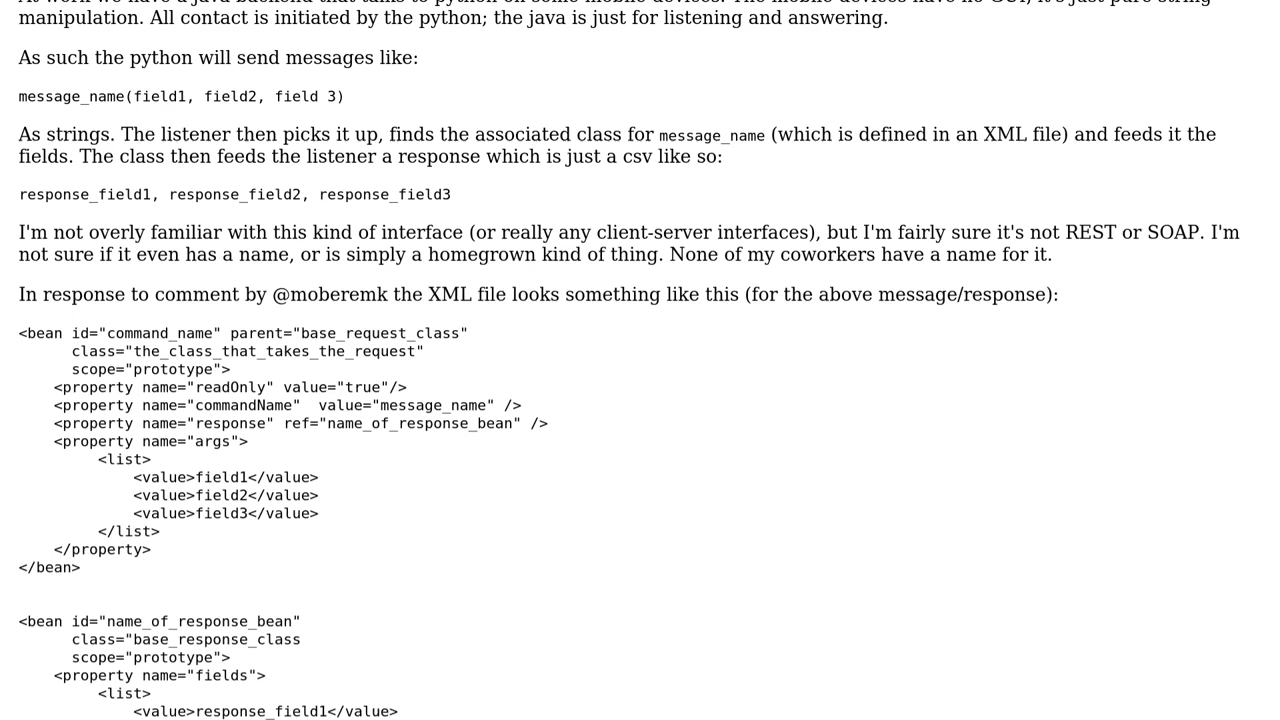 manipulation. All contact is initiated by the python; the java is just for listening and answering.
As such the python will send messages like:
message_name(field1, field2, field 3)
As strings. The listener then picks it up, finds the associated class for message_name (which is defined in an XML file) and feeds it the
fields. The class then feeds the listener a response which is just a csv like so:
response_field1, response_field2, response_field3
I'm not overly familiar with this kind of interface (or really any client-server interfaces), but I'm fairly sure it's not REST or SOAP. I'm
not sure if it even has a name, or is simply a homegrown kind of thing. None of my coworkers have a name for it.
In response to comment by @moberemk the XML file looks something like this (for the above message/response):
<bean id="command_name" parent="base_request_class"
      class="the_class_that_takes_the_request"
      scope="prototype">
    <property name="readOnly" value="true"/>
    <property name="commandName"  value="message_name" />
    <property name="response" ref="name_of_response_bean" />
    <property name="args">
         <list>
             <value>field1</value>
             <value>field2</value>
             <value>field3</value>
         </list>
    </property>
</bean>
<bean id="name_of_response_bean"
      class="base_response_class
      scope="prototype">
    <property name="fields">
         <list>
             <value>response_field1</value>